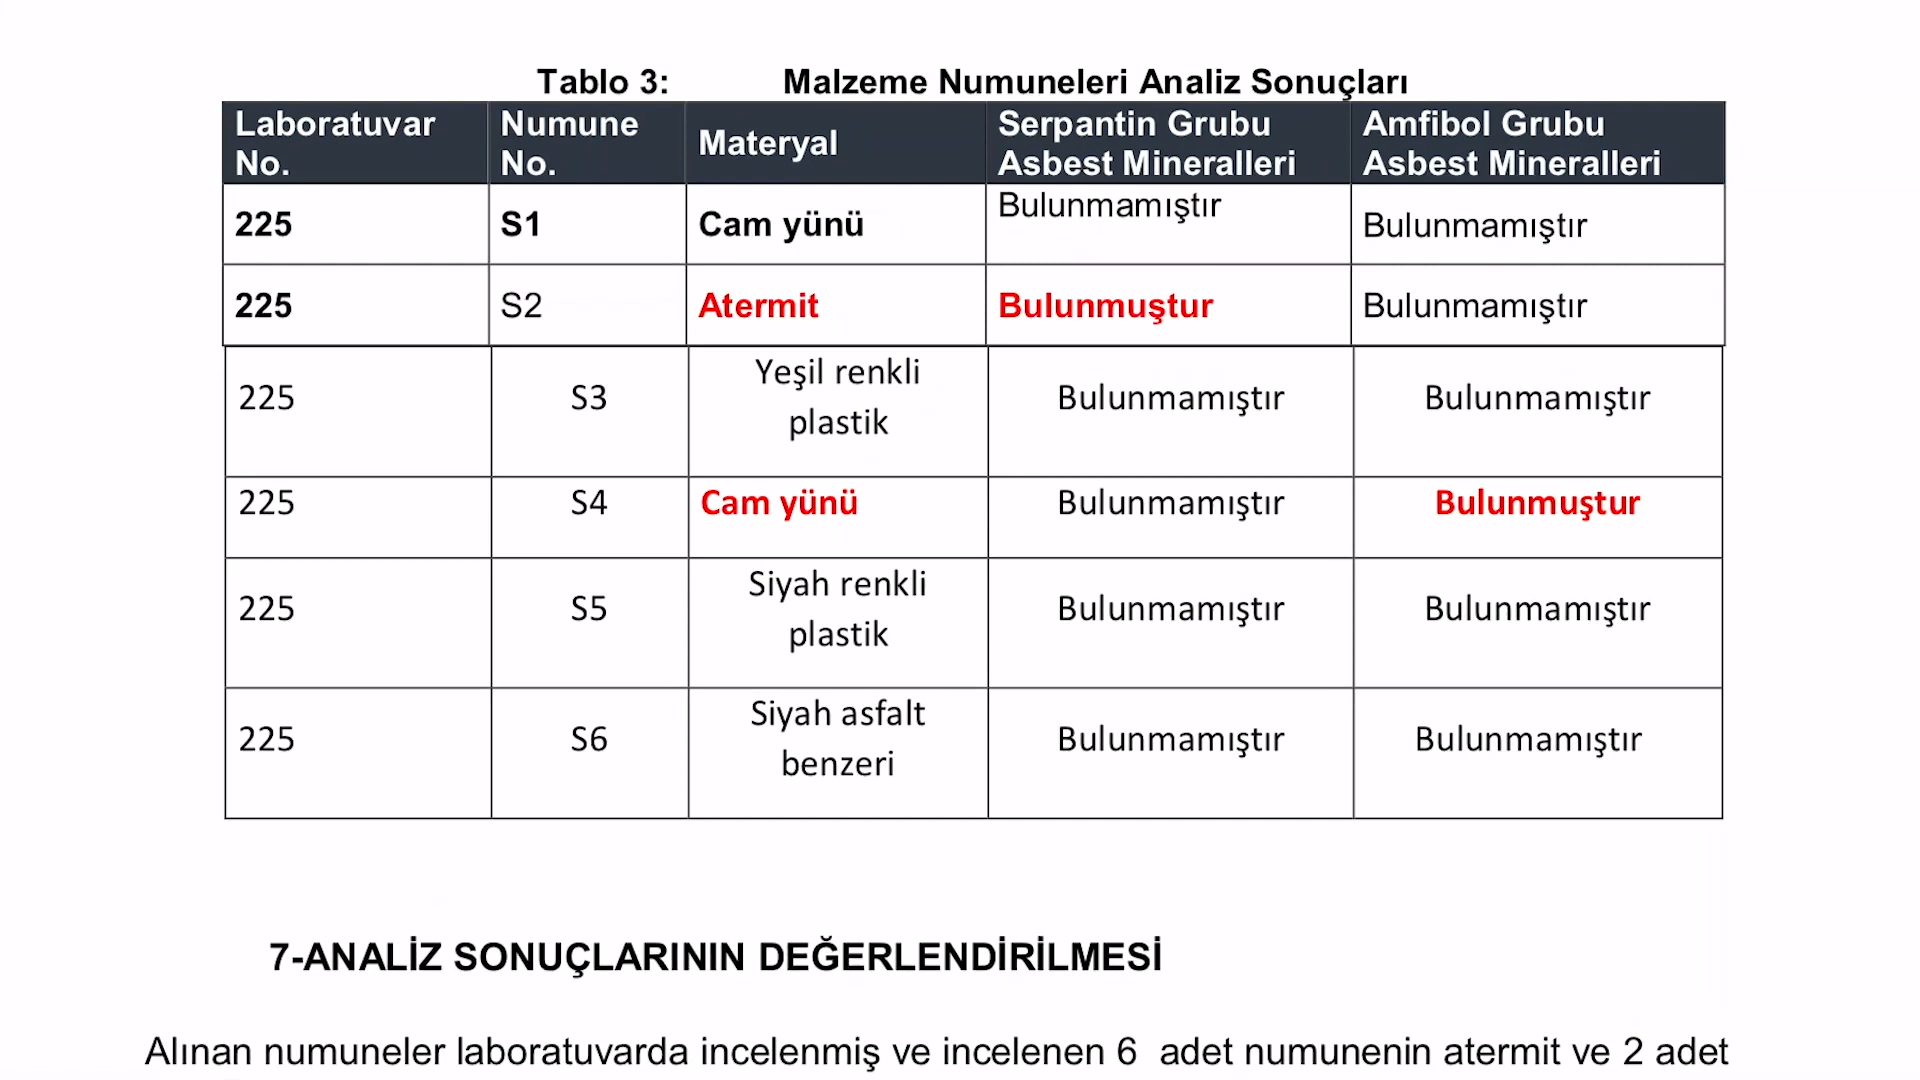 Tablo 3: Malzeme Numuneleri Analiz Sonuçları
Laboratuvar No. Numune No. Materyal Serpantin Grubu Asbest Mineralleri Amfibol Grubu Asbest Mineralleri
225 S1 Cam yünü Bulunmamıştır Bulunmamıştır
225 S2 Atermit Bulunmuştur Bulunmamıştır
225 S3 Yeşil renkli plastik Bulunmamıştır Bulunmamıştır
225 S4 Cam yünü Bulunmamıştır Bulunmuştur
225 S5 Siyah renkli plastik Bulunmamıştır Bulunmamıştır
225 S6 Siyah asfalt benzeri Bulunmamıştır Bulunmamıştır
7-ANALİZ SONUÇLARININ DEĞERLENDİRİLMESİ
Alınan numuneler laboratuvarda incelenmiş ve incelenen 6 adet numunenin atermit ve 2 adet